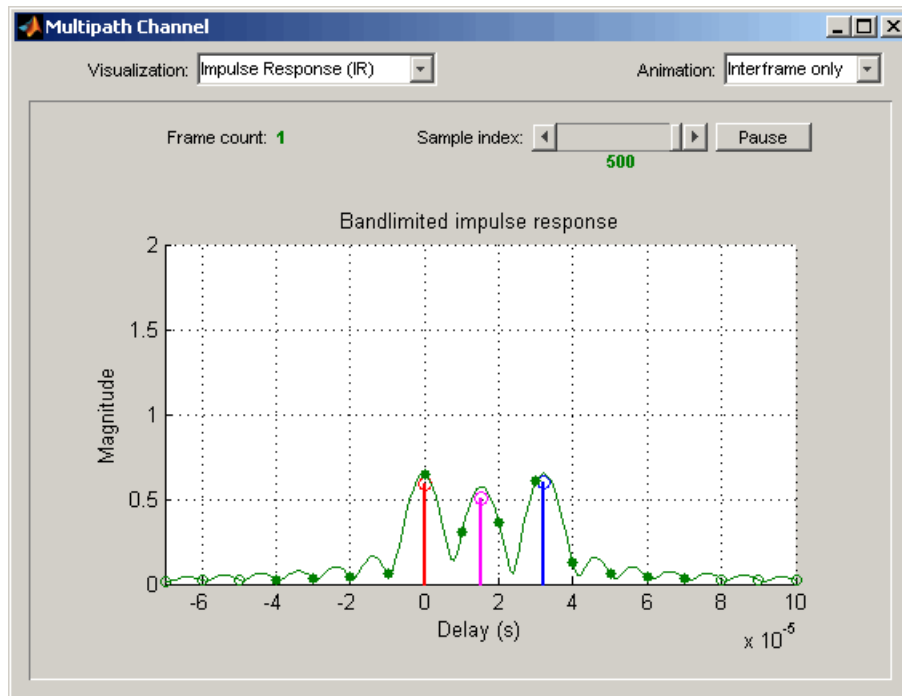 Multipath Channel
Visualization: Impulse Response (IR) Animation: Interframe only
Frame count: 1 Sample index: Pause
500
Bandlimited impulse response
2
1.5
1
0.5
0
Magnitude
-6 -4 -2 0 2 4 6 8 10
Delay (s)
x 10^-5